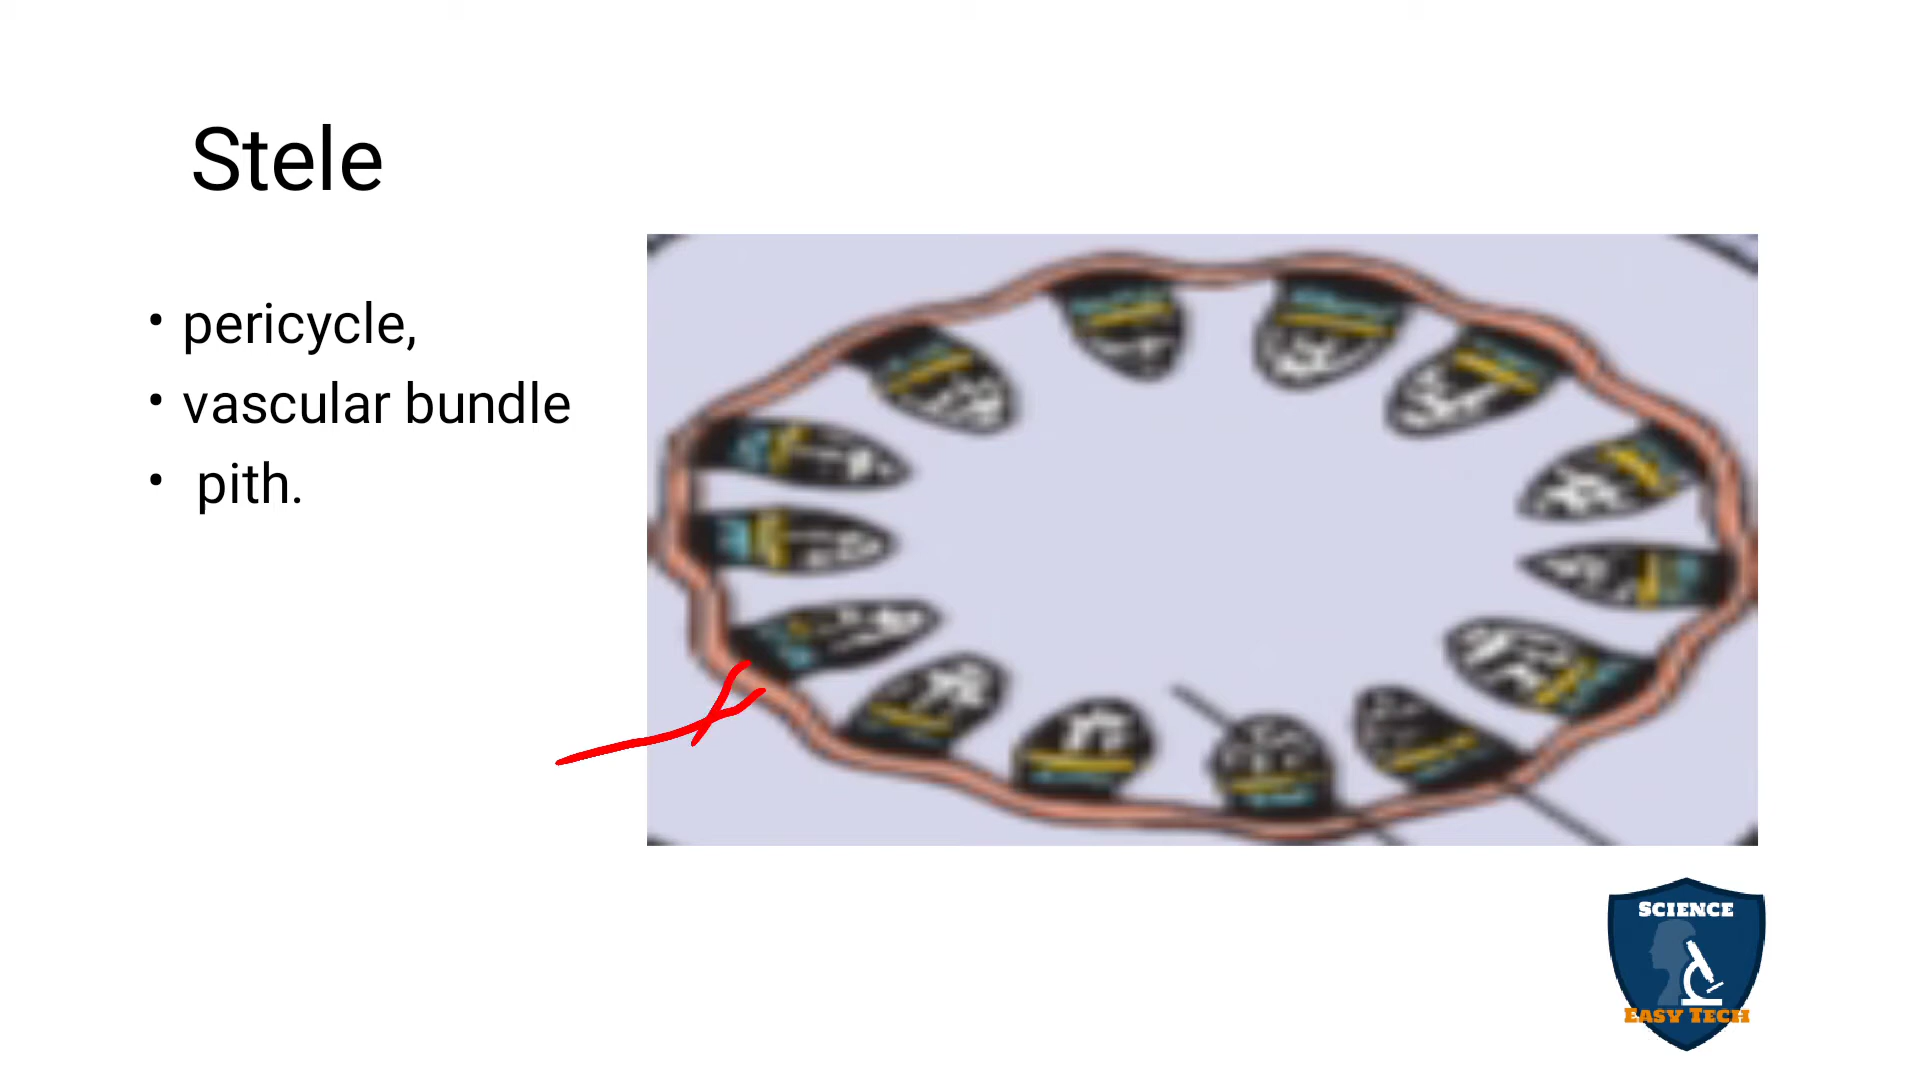 Stele
• pericycle,
• vascular bundle
• pith.
SCIENCE
EASY TECH